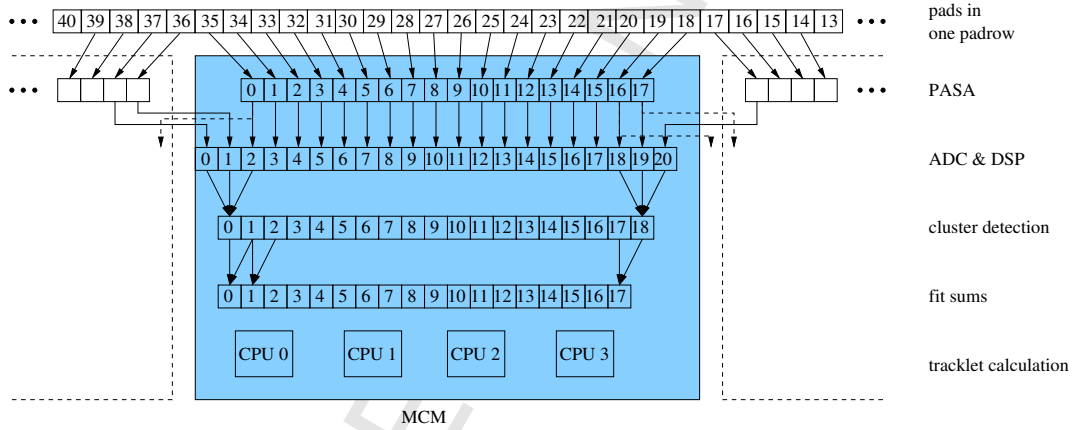 ••• 40 39 38 37 36 35 34 33 32 31 30 29 28 27 26 25 24 23 22 21 20 19 18 17 16 15 14 13 •••
pads in
one padrow
••• 0 1 2 3 4 5 6 7 8 9 10 11 12 13 14 15 16 17 •••
PASA
0 1 2 3 4 5 6 7 8 9 10 11 12 13 14 15 16 17 18 19 20
ADC & DSP
0 1 2 3 4 5 6 7 8 9 10 11 12 13 14 15 16 17 18
cluster detection
0 1 2 3 4 5 6 7 8 9 10 11 12 13 14 15 16 17
fit sums
CPU 0 CPU 1 CPU 2 CPU 3
tracklet calculation
MCM